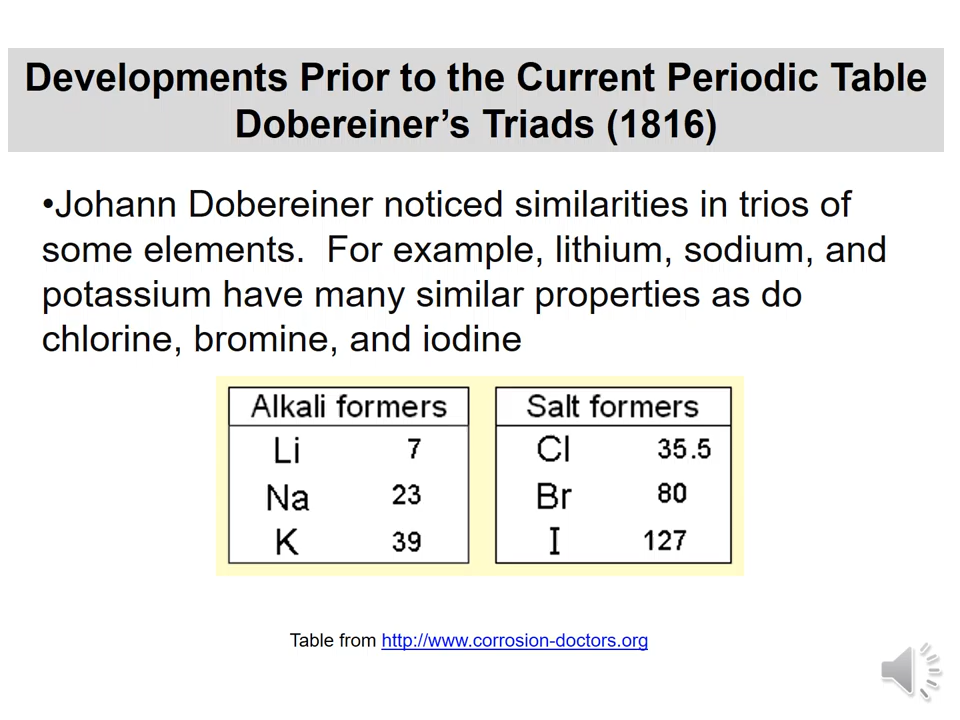 Developments Prior to the Current Periodic Table
Dobereiner’s Triads (1816)
•Johann Dobereiner noticed similarities in trios of
some elements.  For example, lithium, sodium, and
potassium have many similar properties as do
chlorine, bromine, and iodine
Alkali formers
Li 7
Na 23
K 39
Salt formers
Cl 35.5
Br 80
I 127
Table from http://www.corrosion-doctors.org